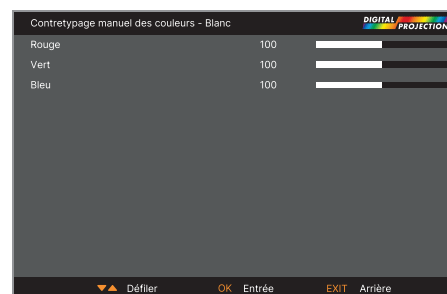 Contretypage manuel des couleurs - Blanc
DIGITAL PROJECTION
Rouge 100
Vert 100
Bleu 100
▼▲ Défiler OK Entrée EXIT Arrière